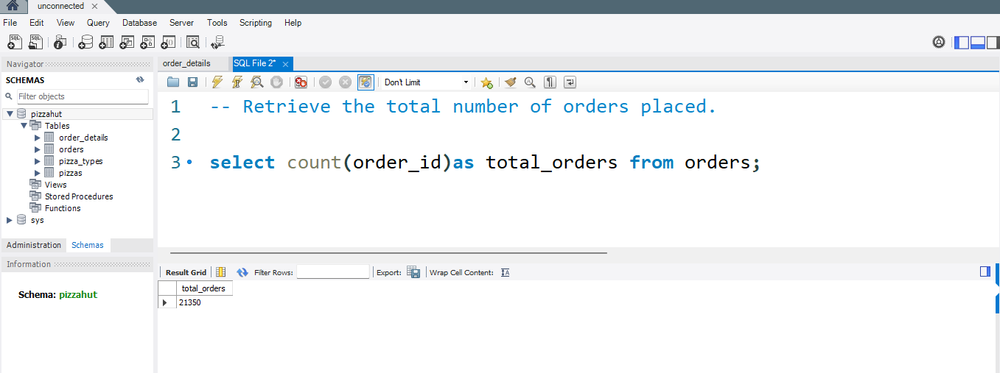 unconnected
File Edit View Query Database Server Tools Scripting Help
Navigator
SCHEMAS
Filter objects
pizzahut
Tables
order_details
orders
pizza_types
pizzas
Views
Stored Procedures
Functions
sys
Administration Schemas
Information
Schema: pizzahut
order_details SQL File 2*
Don't Limit
1 -- Retrieve the total number of orders placed.
2
3 select count(order_id)as total_orders from orders;
Result Grid Filter Rows: Export: Wrap Cell Content:
total_orders
21350